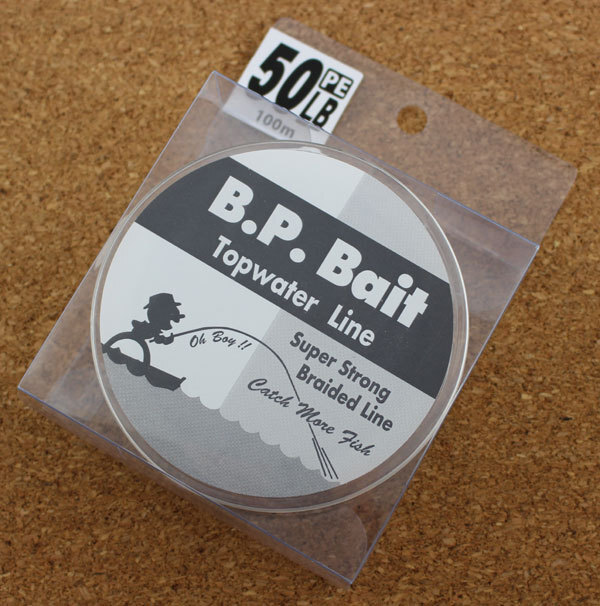 50
PE
LB
100m
B.P. Bait
Topwater Line
Oh Boy !!
Super Strong
Braided Line
Catch More Fish